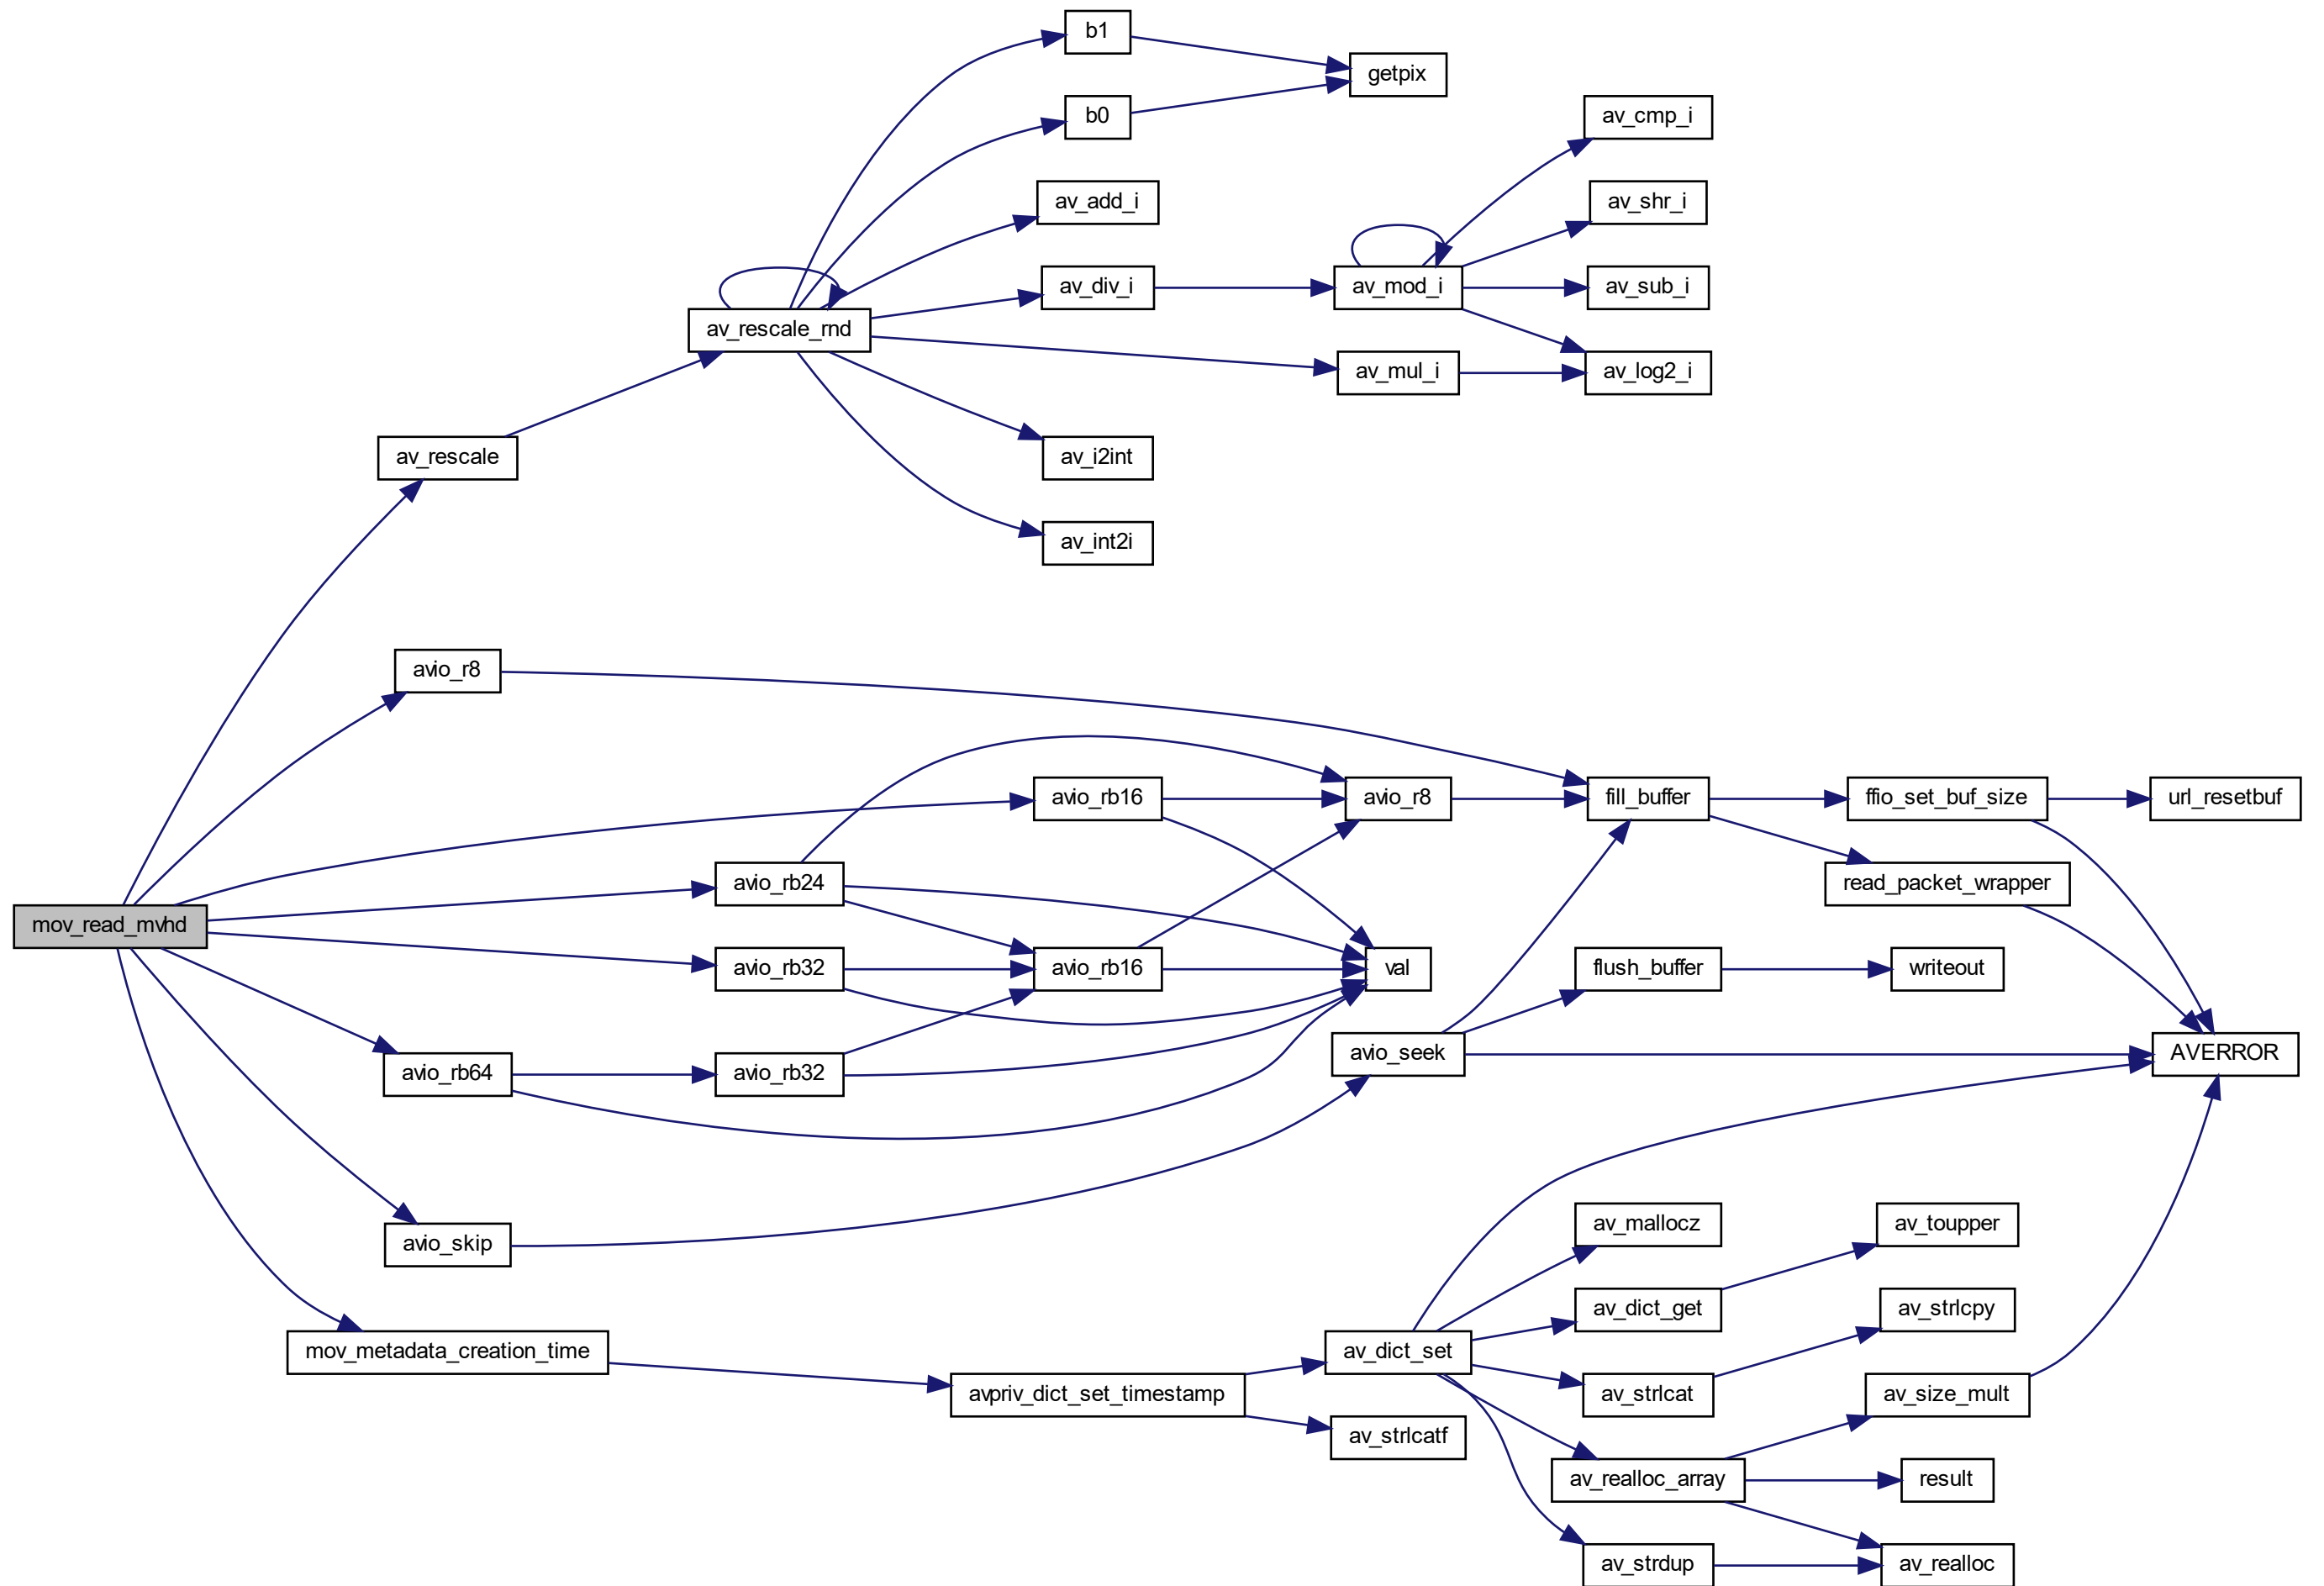 b1
getpix
b0
av_cmp_i
av_add_i
av_shr_i
av_div_i
av_mod_i
av_sub_i
av_rescale_rnd
av_mul_i
av_log2_i
av_rescale
av_i2int
av_int2i
avio_r8
avio_rb16
avio_r8
fill_buffer
ffio_set_buf_size
url_resetbuf
avio_rb24
read_packet_wrapper
mov_read_mvhd
avio_rb32
avio_rb16
val
flush_buffer
writeout
avio_rb64
avio_rb32
avio_seek
AVERROR
avio_skip
av_mallocz
av_toupper
av_dict_get
av_strlcpy
mov_metadata_creation_time
av_dict_set
avpriv_dict_set_timestamp
av_strlcat
av_size_mult
av_strlcatf
av_realloc_array
result
av_strdup
av_realloc